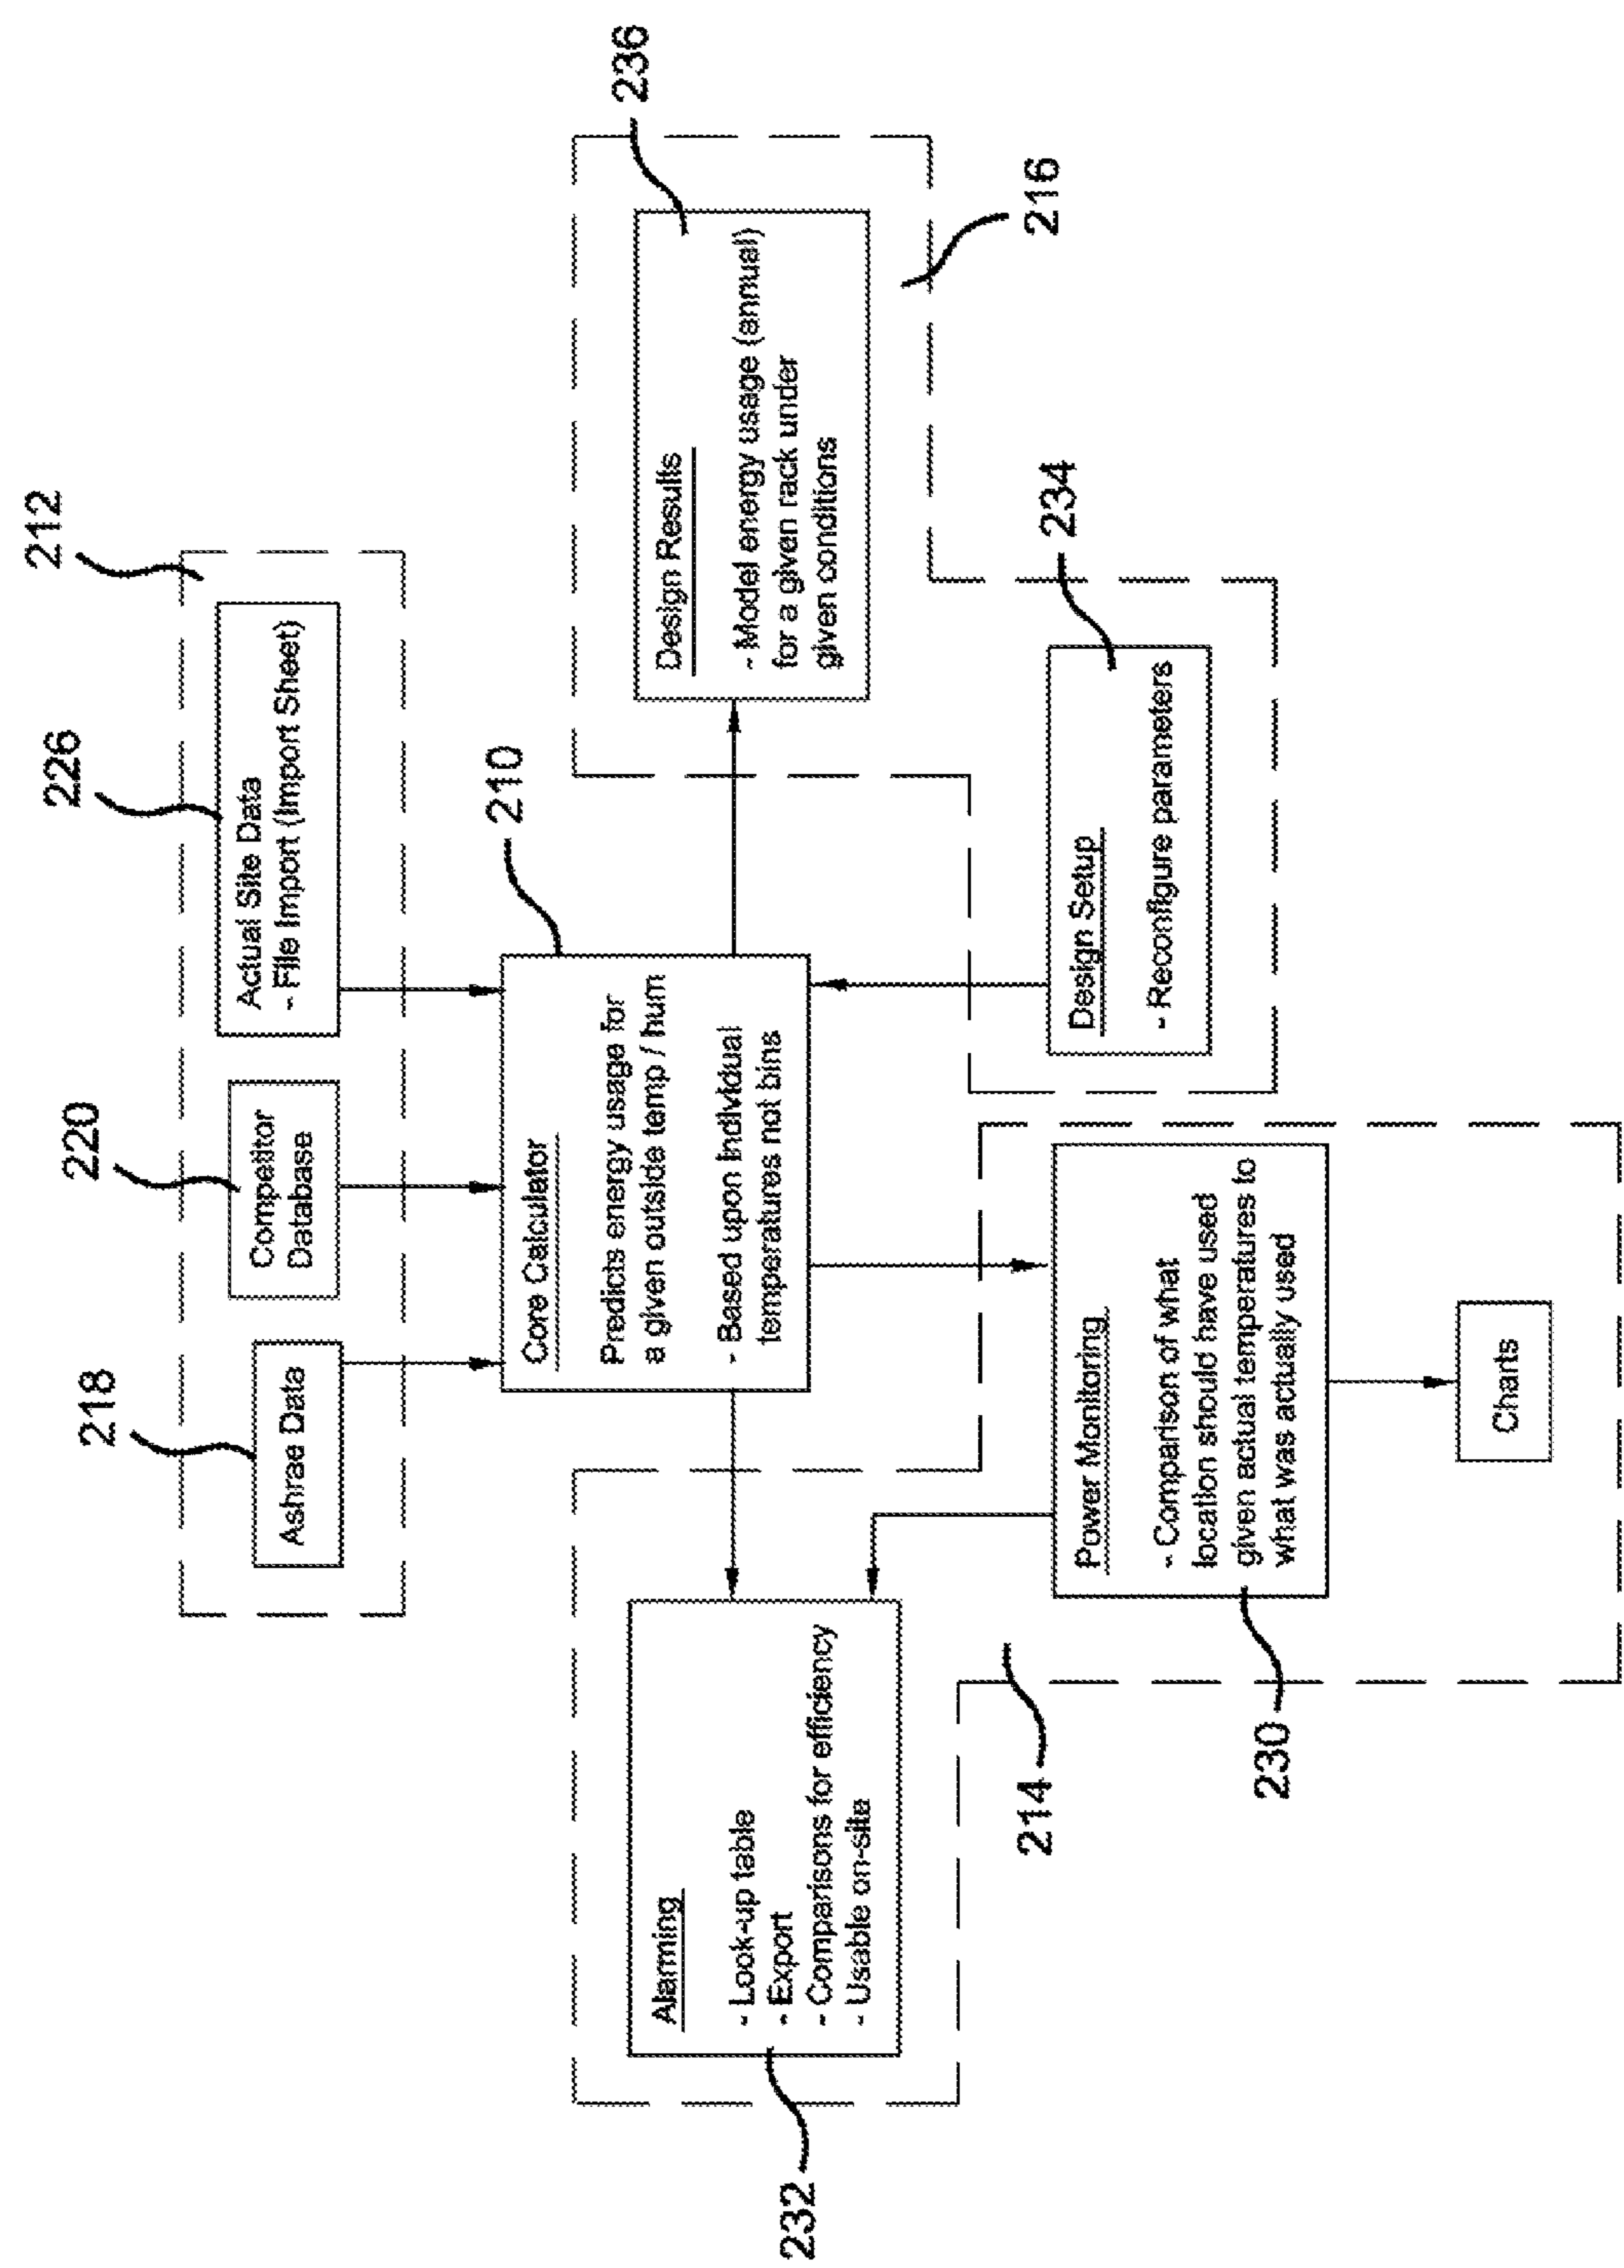 212
226
220
218
Ashrae Data
Competitor
Database
Actual Site Data
- File Import (Import Sheet)
210
Core Calculator
Predicts energy usage for
a given outside temp / hum
- Based upon Individual
temperatures not bins
232
Alarming
- Look-up table
- Export
- Comparisons for efficiency
- Usable on-site
236
Design Results
- Model energy usage (annual)
for a given rack under
given conditions
216
214
230
Power Monitoring
- Comparison of what
location should have used
given actual temperatures to
what was actually used
234
Design Setup
- Reconfigure parameters
Charts